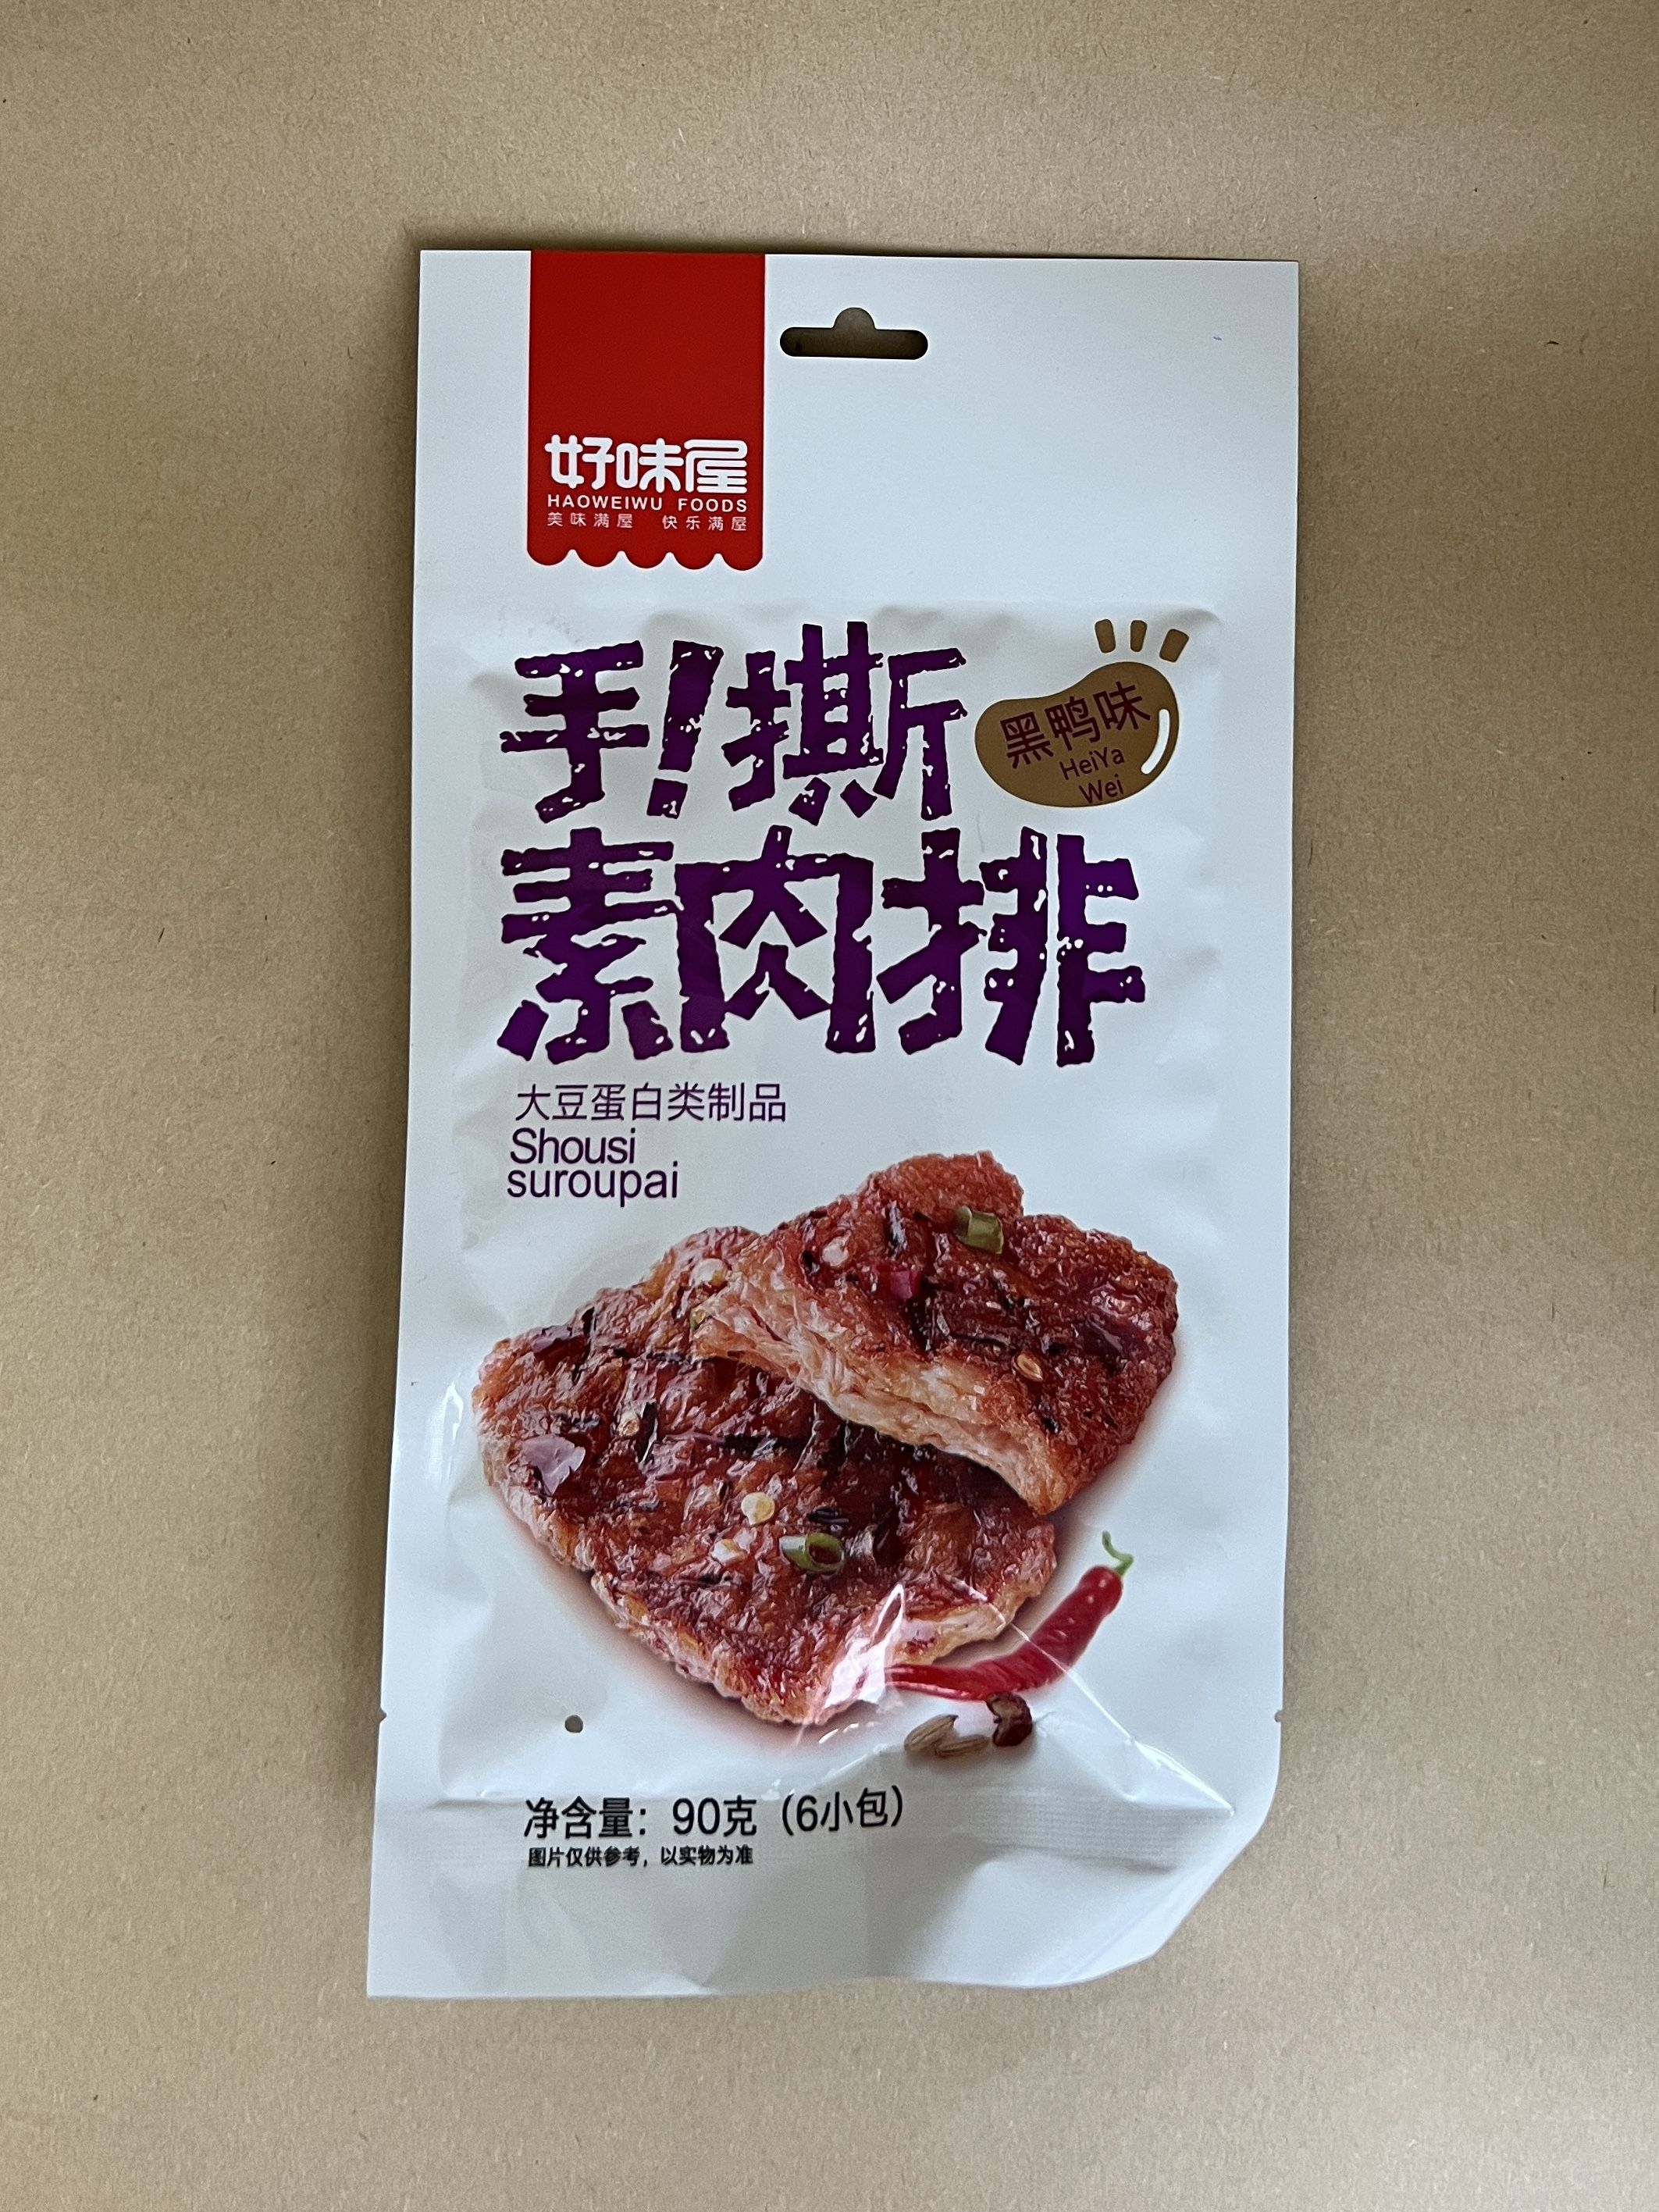 好味屋
HAOWEIWU FOODS
美味满屋 快乐满屋
手!撕
黑鸭味
HeiYa
Wei
素肉排
大豆蛋白类制品
Shousi
suroupai
净含量：90克（6小包）
图片仅供参考，以实物为准